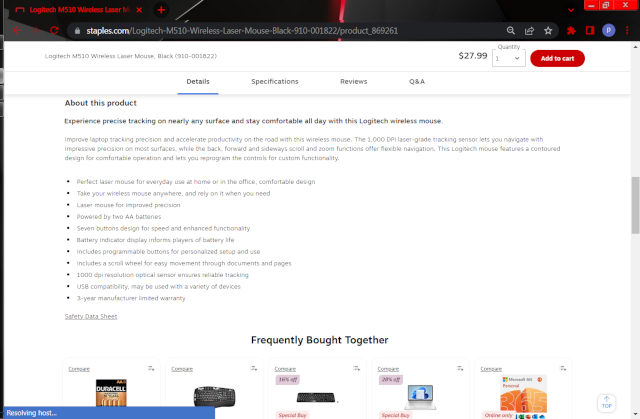 Logitech M510 Wireless Laser M
staples.com/Logitech-M510-Wireless-Laser-Mouse-Black-910-001822/product_869261
P
Logitech M510 Wireless Laser Mouse, Black (910-001822)
$27.99
Quantity
1
Add to cart
Details
Specifications
Reviews
Q&A
About this product
Experience precise tracking on nearly any surface and stay comfortable all day with this Logitech wireless mouse.
Improve laptop tracking precision and accelerate productivity on the road with this wireless mouse. The 1,000 DPI laser-grade tracking sensor lets you navigate with
impressive precision on most surfaces, while the back, forward and sideways scroll and zoom functions offer flexible navigation. This Logitech mouse features a contoured
design for comfortable operation and lets you reprogram the controls for custom functionality.
• Perfect laser mouse for everyday use at home or in the office, comfortable design
• Take your wireless mouse anywhere, and rely on it when you need
• Laser mouse for improved precision
• Powered by two AA batteries
• Seven buttons design for speed and enhanced functionality
• Battery indicator display informs players of battery life
• Includes programmable buttons for personalized setup and use
• Includes a scroll wheel for easy movement through documents and pages
• 1000 dpi resolution optical sensor ensures reliable tracking
• USB compatibility, may be used with a variety of devices
• 3-year manufacturer limited warranty
Safety Data Sheet
Frequently Bought Together
Compare
Compare
Compare
Compare
Compare
16% off
28% off
AA
DURACELL
Microsoft 365
Personal
TOP
Special Buy
Special Buy
Online only
Resolving host...